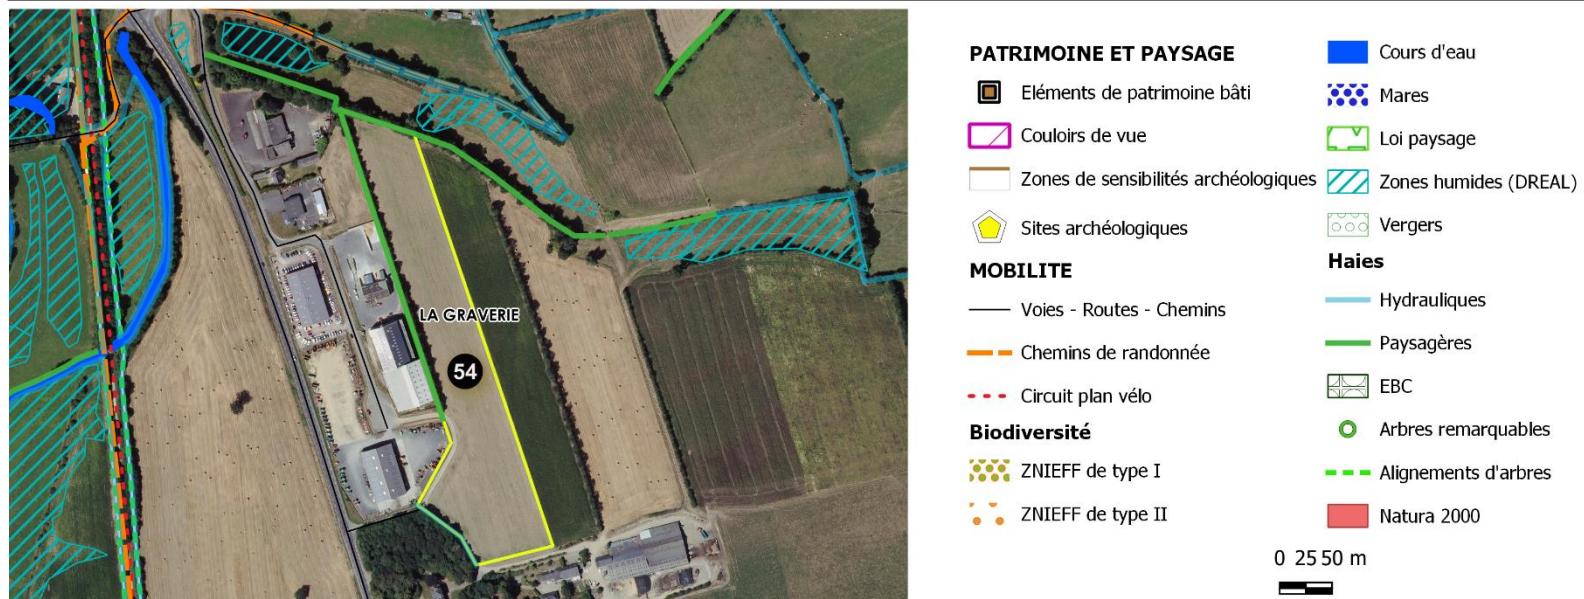 LA GRAVERIE
54
PATRIMOINE ET PAYSAGE
Eléments de patrimoine bâti
Couloirs de vue
Zones de sensibilités archéologiques
Sites archéologiques
MOBILITE
Voies - Routes - Chemins
Chemins de randonnée
Circuit plan vélo
Biodiversité
ZNIEFF de type I
ZNIEFF de type II
Cours d'eau
Mares
Loi paysage
Zones humides (DREAL)
Vergers
Haies
Hydrauliques
Paysagères
EBC
Arbres remarquables
Alignements d'arbres
Natura 2000
0 25 50 m